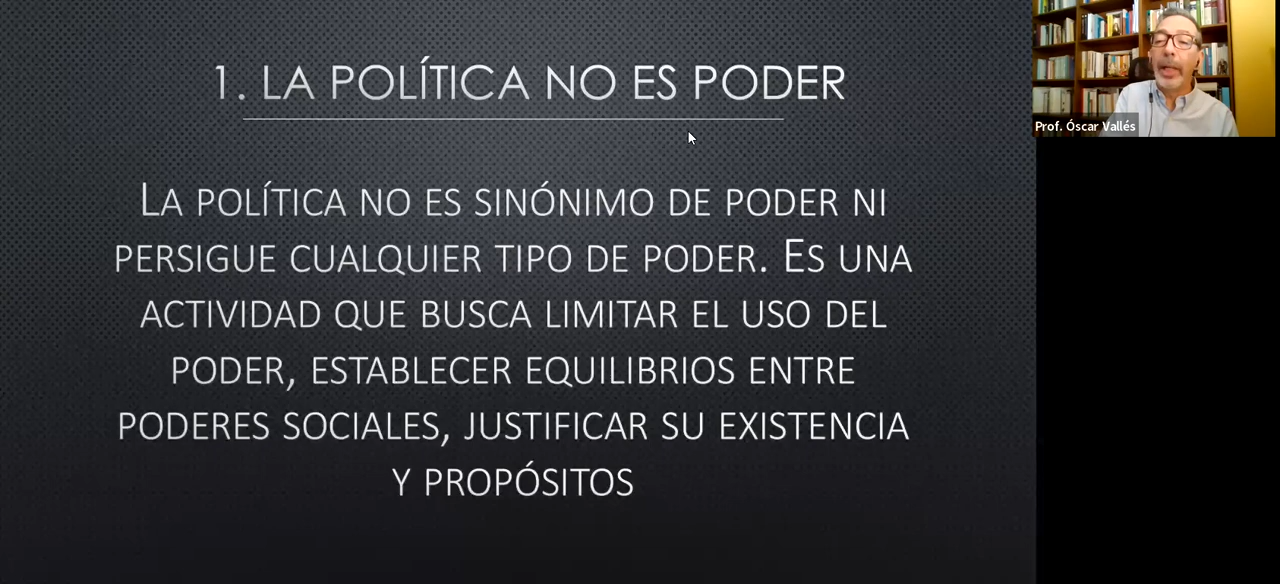 1. LA POLÍTICA NO ES PODER
LA POLÍTICA NO ES SINÓNIMO DE PODER NI
PERSIGUE CUALQUIER TIPO DE PODER. ES UNA
ACTIVIDAD QUE BUSCA LIMITAR EL USO DEL
PODER, ESTABLECER EQUILIBRIOS ENTRE
PODERES SOCIALES, JUSTIFICAR SU EXISTENCIA
Y PROPÓSITOS
Prof. Óscar Vallés